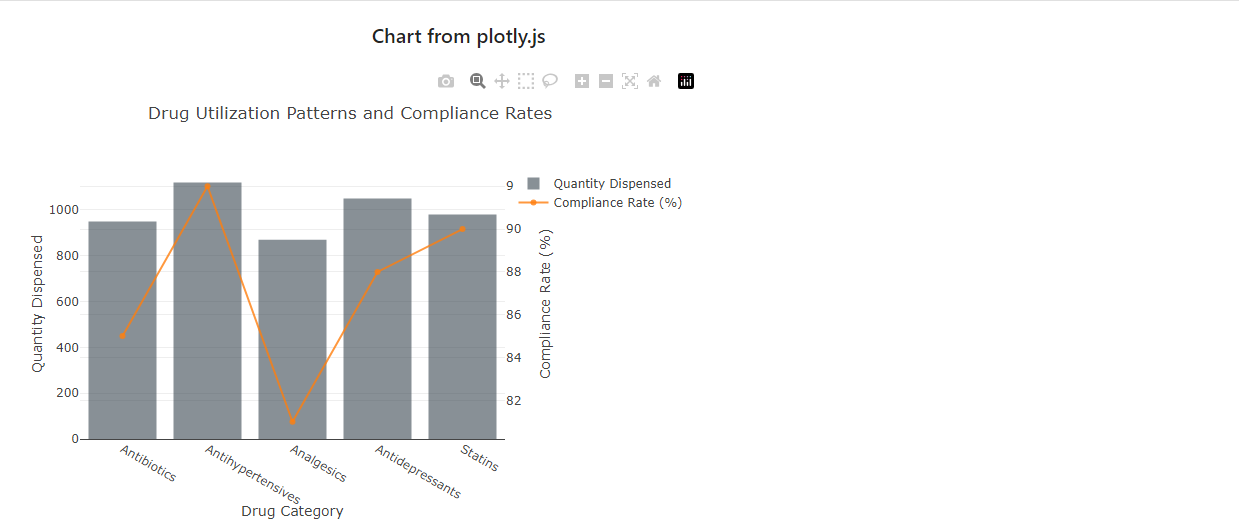 Chart from plotly.js
Drug Utilization Patterns and Compliance Rates
Quantity Dispensed
Compliance Rate (%)
1000
800
600
400
200
0
Quantity Dispensed
9
90
88
86
84
82
Compliance Rate (%)
Antibiotics
Antihypertensives
Analgesics
Antidepressants
Statins
Drug Category